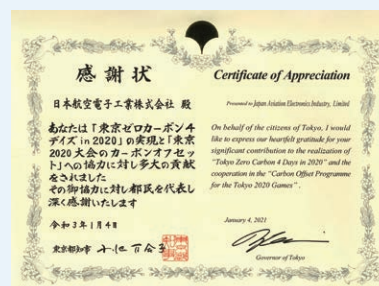 感謝状
日本航空電子工業株式会社 殿
あなたは「東京ゼロカーボン4
デイズ in 2020」の実現と「東京
2020大会のカーボンオフセ
ット」への協力に対し多大の貢献
をされました
その御協力に対し都民を代表し
深く感謝いたします
令和3年1月4日
東京都知事 小池百合子
Certificate of Appreciation
Presented to Japan Aviation Electronics Industry, Limited
On behalf of the citizens of Tokyo, I would
like to express our heartfelt gratitude for your
significant contribution to the realization of
"Tokyo Zero Carbon 4 Days in 2020" and the
cooperation in the "Carbon Offset Programme
for the Tokyo 2020 Games".
January 4, 2021
Governor of Tokyo